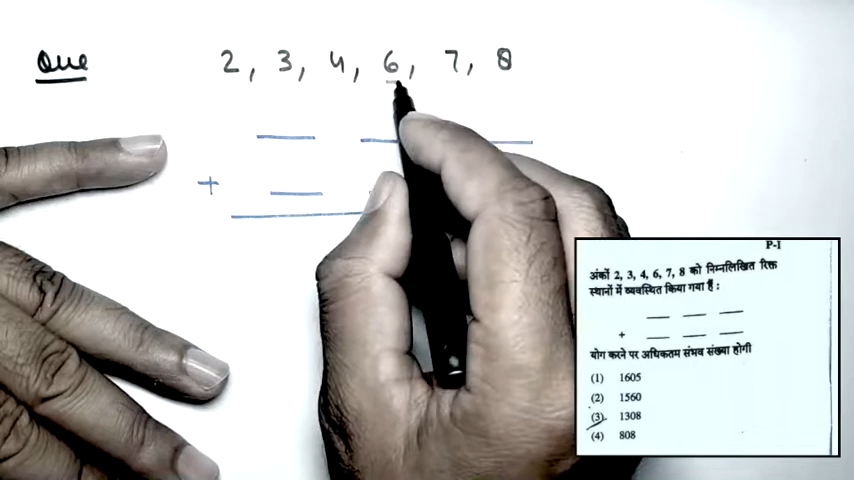 Que 2, 3, 4, 6, 7, 8
+
P-I
अंकों 2, 3, 4, 6, 7, 8 को निम्नलिखित रिक्त
स्थानों में व्यवस्थित किया गया है :
+
योग करने पर अधिकतम संभव संख्या होगी
(1) 1605
(2) 1560
(3) 1308
(4) 808